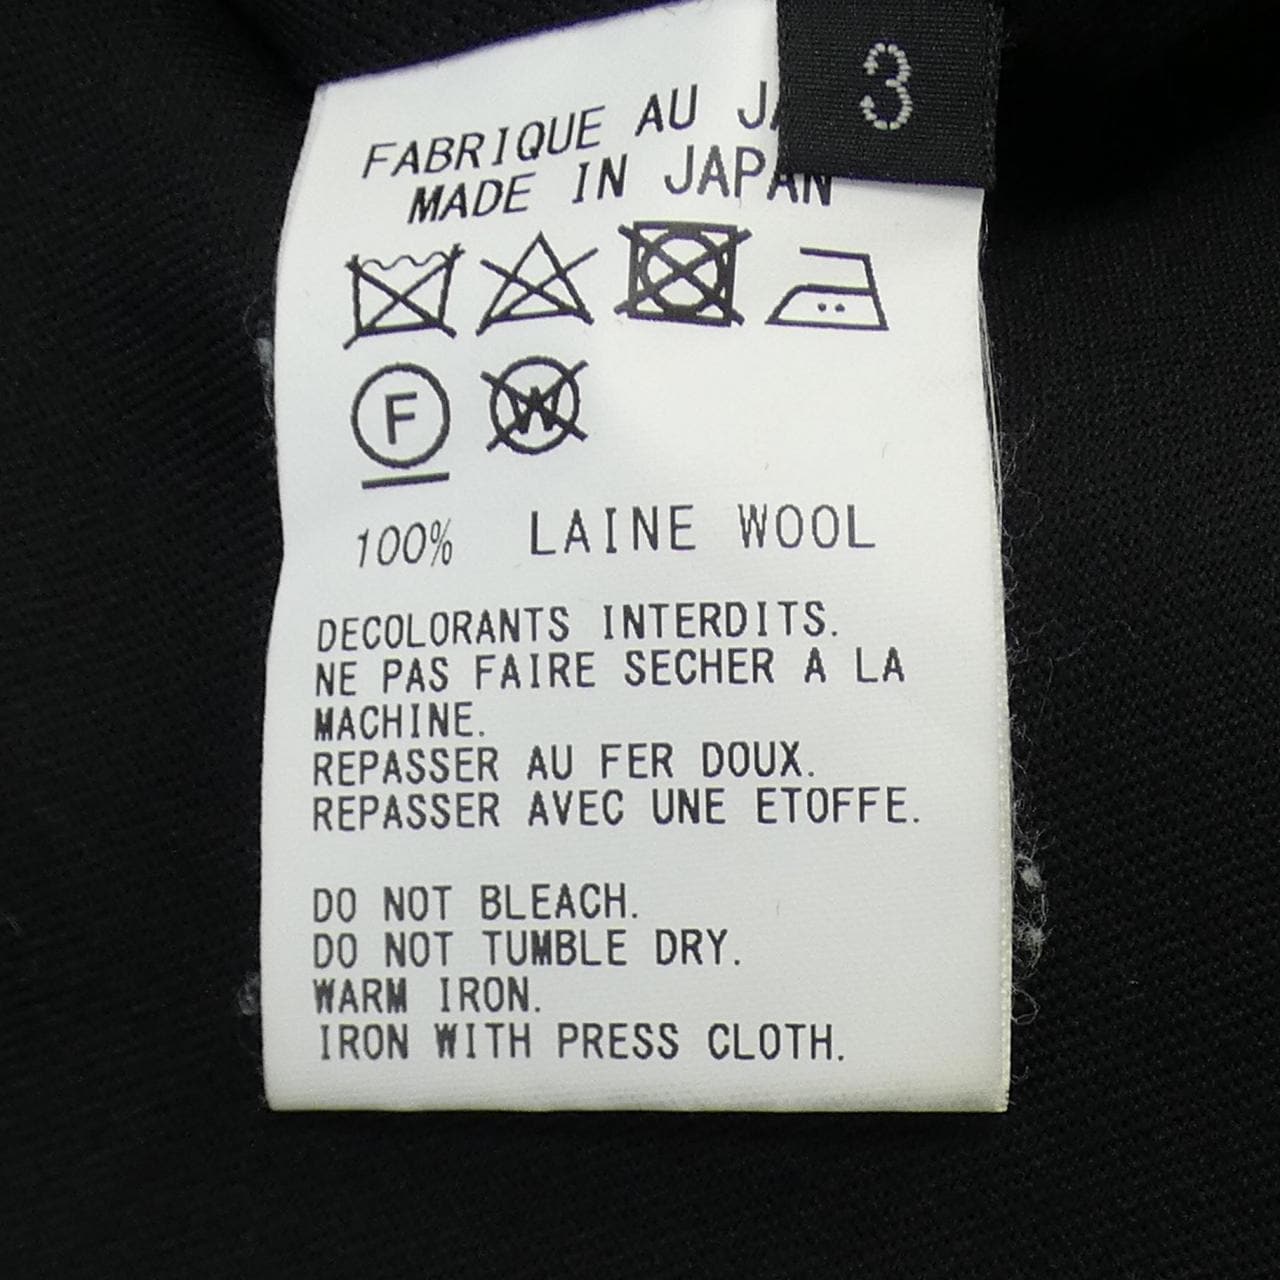 3
FABRIQUE AU
MADE IN JAPAN
F
W
100% LAINE WOOL
DECOLORANTS INTERDITS.
NE PAS FAIRE SECHER A LA
MACHINE.
REPASSER AU FER DOUX.
REPASSER AVEC UNE ETOFFE.
DO NOT BLEACH.
DO NOT TUMBLE DRY.
WARM IRON.
IRON WITH PRESS CLOTH.